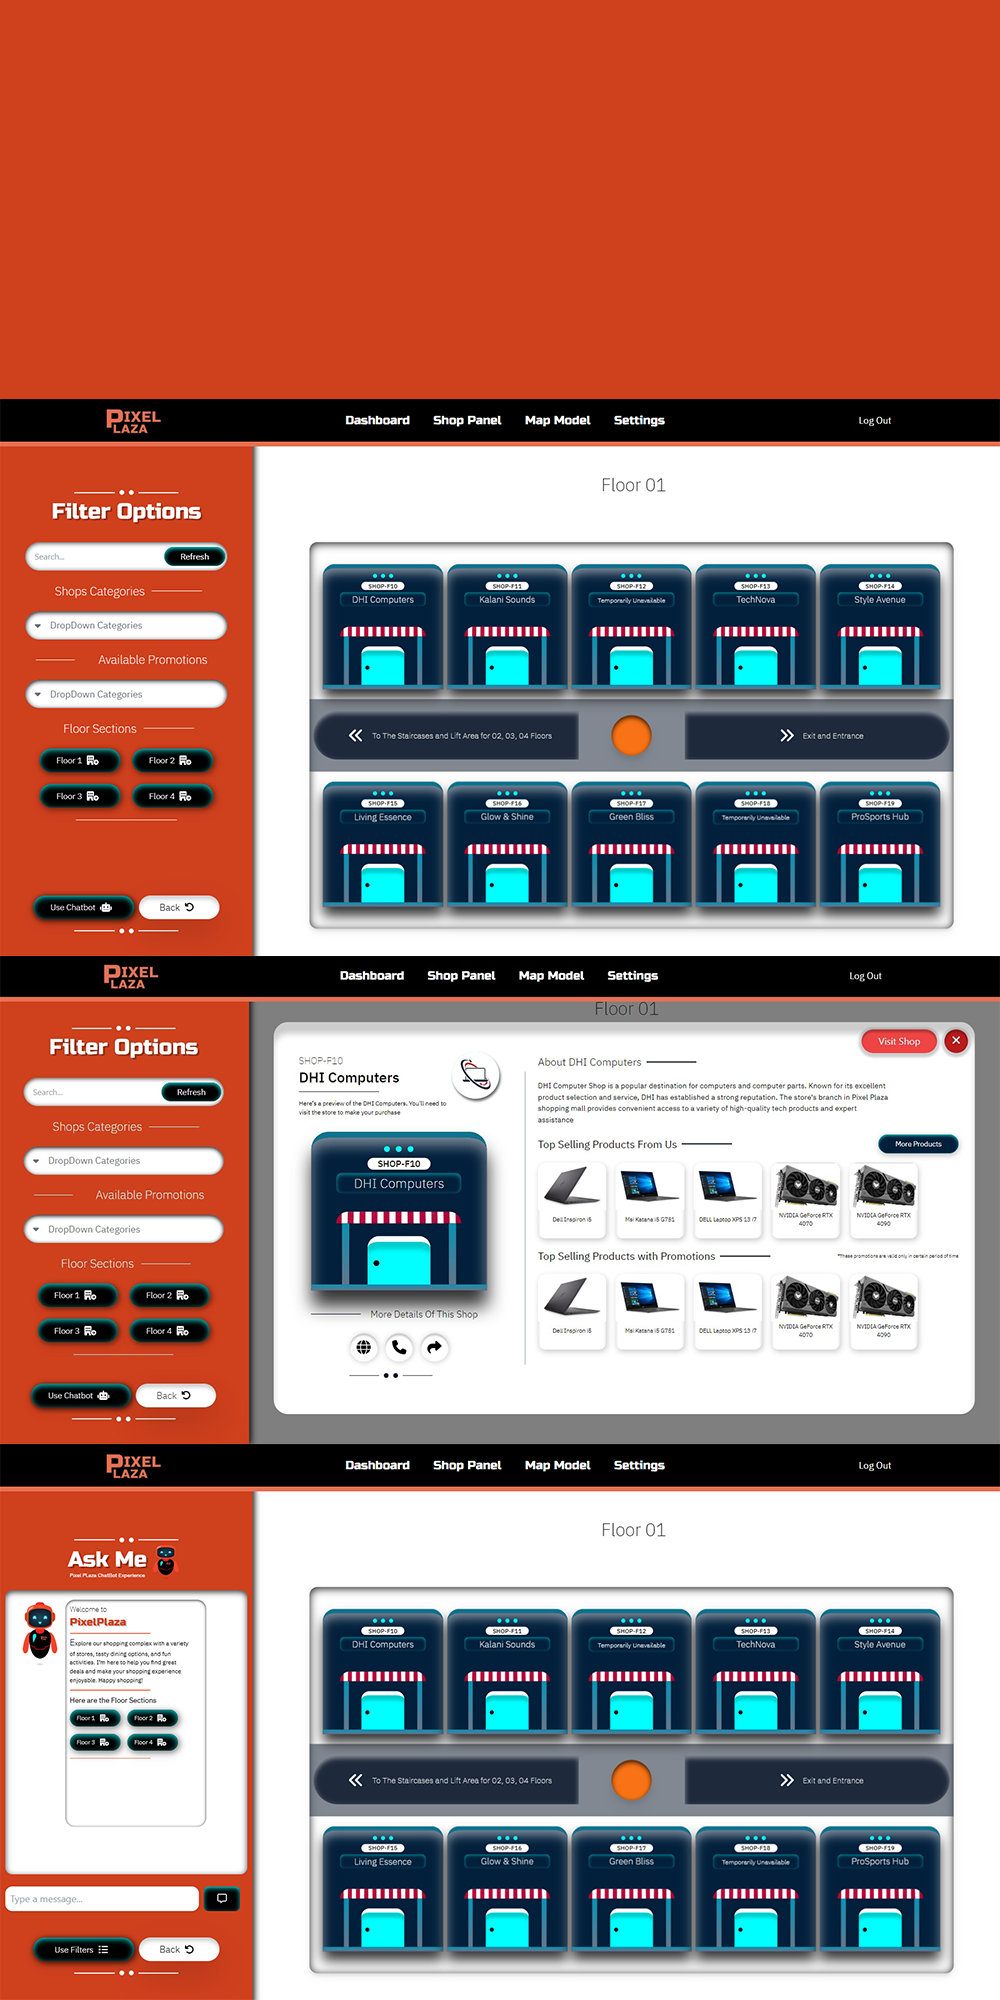 PIXEL
LAZA
Dashboard
Shop Panel
Map Model
Settings
Log Out
Filter Options
Search...
Refresh
Shops Categories
DropDown Categories
Available Promotions
DropDown Categories
Floor Sections
Floor 1
Floor 2
Floor 3
Floor 4
Use Chatbot
Back
Floor 01
SHOP-F10
DHI Computers
SHOP-F11
Kalani Sounds
SHOP-F12
Temporarily Unavailable
SHOP-F13
TechNova
SHOP-F14
Style Avenue
To The Staircases and Lift Area for 02, 03, 04 Floors
Exit and Entrance
SHOP-F15
Living Essence
SHOP-F16
Glow & Shine
SHOP-F17
Green Bliss
SHOP-F18
Temporarily Unavailable
SHOP-F19
ProSports Hub
PIXEL
LAZA
Dashboard
Shop Panel
Map Model
Settings
Log Out
Filter Options
Search...
Refresh
Shops Categories
DropDown Categories
Available Promotions
DropDown Categories
Floor Sections
Floor 1
Floor 2
Floor 3
Floor 4
Use Chatbot
Back
Floor 01
Visit Shop
SHOP-F10
DHI Computers
Here's a preview of the DHI Computers. You'll need to
visit the store to make your purchase
SHOP-F10
DHI Computers
More Details Of This Shop
About DHI Computers
DHI Computer Shop is a popular destination for computers and computer parts. Known for its excellent
product selection and service, DHI has established a strong reputation. The store's branch in Pixel Plaza
shopping mall provides convenient access to a variety of high-quality tech products and expert
assistance
Top Selling Products From Us
More Products
Dell Inspiron i5
Msi Katana i5 G781
DELL Laptop XPS 13 i7
NVIDIA GeForce RTX
4070
NVIDIA GeForce RTX
4090
Top Selling Products with Promotions
*These promotions are valid only in certain period of time
Dell Inspiron i5
Msi Katana i5 G781
DELL Laptop XPS 13 i7
NVIDIA GeForce RTX
4070
NVIDIA GeForce RTX
4090
PIXEL
LAZA
Dashboard
Shop Panel
Map Model
Settings
Log Out
Ask Me
Pixel PLaza ChatBot Experience
Welcome to
PixelPlaza
Explore our shopping complex with a variety
of stores, tasty dining options, and fun
activities. I'm here to help you find great
deals and make your shopping experience
enjoyable. Happy shopping!
Here are the Floor Sections
Floor 1
Floor 2
Floor 3
Floor 4
Type a message...
Use Filters
Back
Floor 01
SHOP-F10
DHI Computers
SHOP-F11
Kalani Sounds
SHOP-F12
Temporarily Unavailable
SHOP-F13
TechNova
SHOP-F14
Style Avenue
To The Staircases and Lift Area for 02, 03, 04 Floors
Exit and Entrance
SHOP-F15
Living Essence
SHOP-F16
Glow & Shine
SHOP-F17
Green Bliss
SHOP-F18
Temporarily Unavailable
SHOP-F19
ProSports Hub